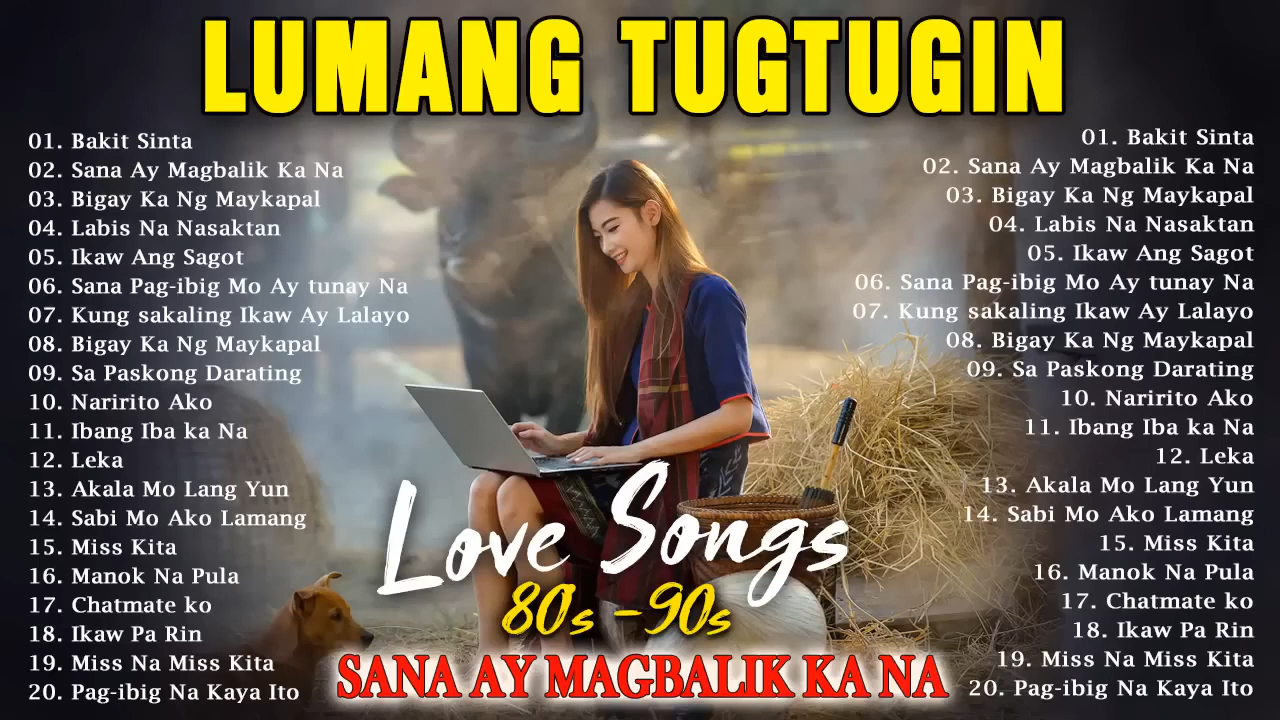 LUMANG TUGTUGIN
01. Bakit Sinta
02. Sana Ay Magbalik Ka Na
03. Bigay Ka Ng Maykapal
04. Labis Na Nasaktan
05. Ikaw Ang Sagot
06. Sana Pag-ibig Mo Ay tunay Na
07. Kung sakaling Ikaw Ay Lalayo
08. Bigay Ka Ng Maykapal
09. Sa Paskong Darating
10. Naririto Ako
11. Ibang Iba ka Na
12. Leka
13. Akala Mo Lang Yun
14. Sabi Mo Ako Lamang
15. Miss Kita
16. Manok Na Pula
17. Chatmate ko
18. Ikaw Pa Rin
19. Miss Na Miss Kita
20. Pag-ibig Na Kaya Ito
01. Bakit Sinta
02. Sana Ay Magbalik Ka Na
03. Bigay Ka Ng Maykapal
04. Labis Na Nasaktan
05. Ikaw Ang Sagot
06. Sana Pag-ibig Mo Ay tunay Na
07. Kung sakaling Ikaw Ay Lalayo
08. Bigay Ka Ng Maykapal
09. Sa Paskong Darating
10. Naririto Ako
11. Ibang Iba ka Na
12. Leka
13. Akala Mo Lang Yun
14. Sabi Mo Ako Lamang
15. Miss Kita
16. Manok Na Pula
17. Chatmate ko
18. Ikaw Pa Rin
19. Miss Na Miss Kita
20. Pag-ibig Na Kaya Ito
Love Songs
80s -90s
SANA AY MAGBALIK KA NA